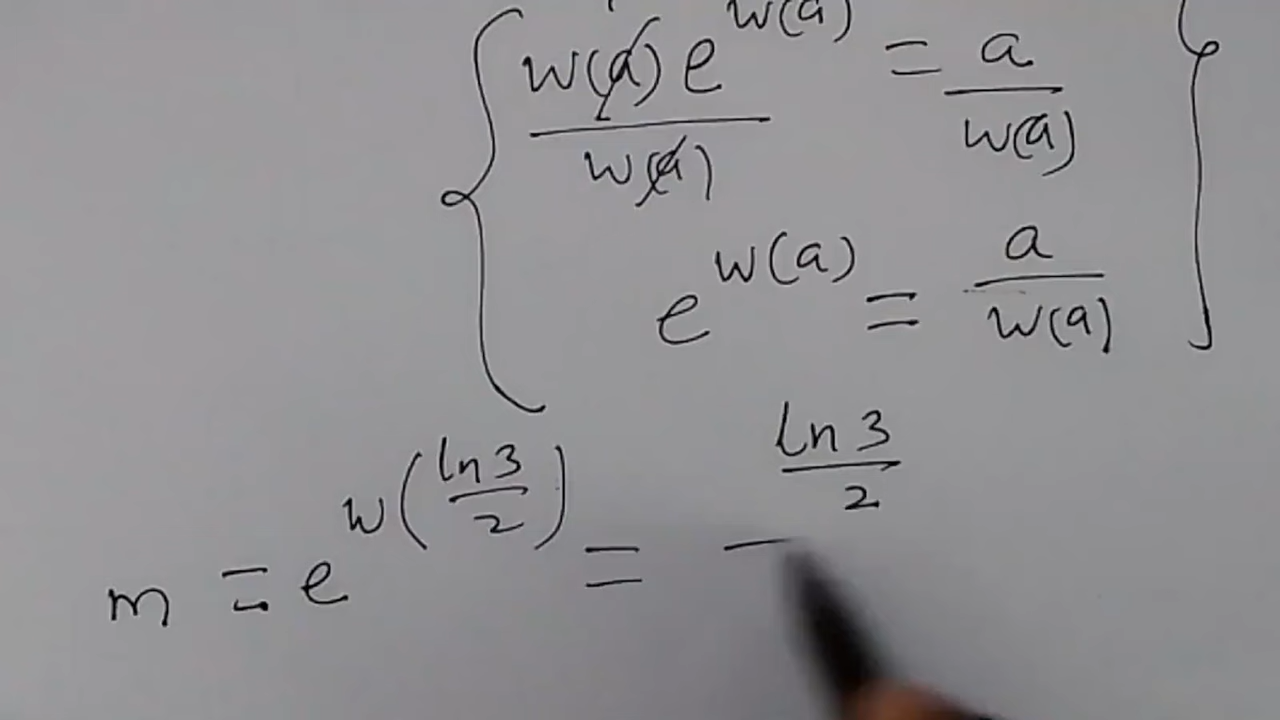 { W(a) e^W(a) / W(a) = a / W(a) }
e^W(a) = a / W(a)
m = e^W(ln 3 / 2) = ln 3 / 2